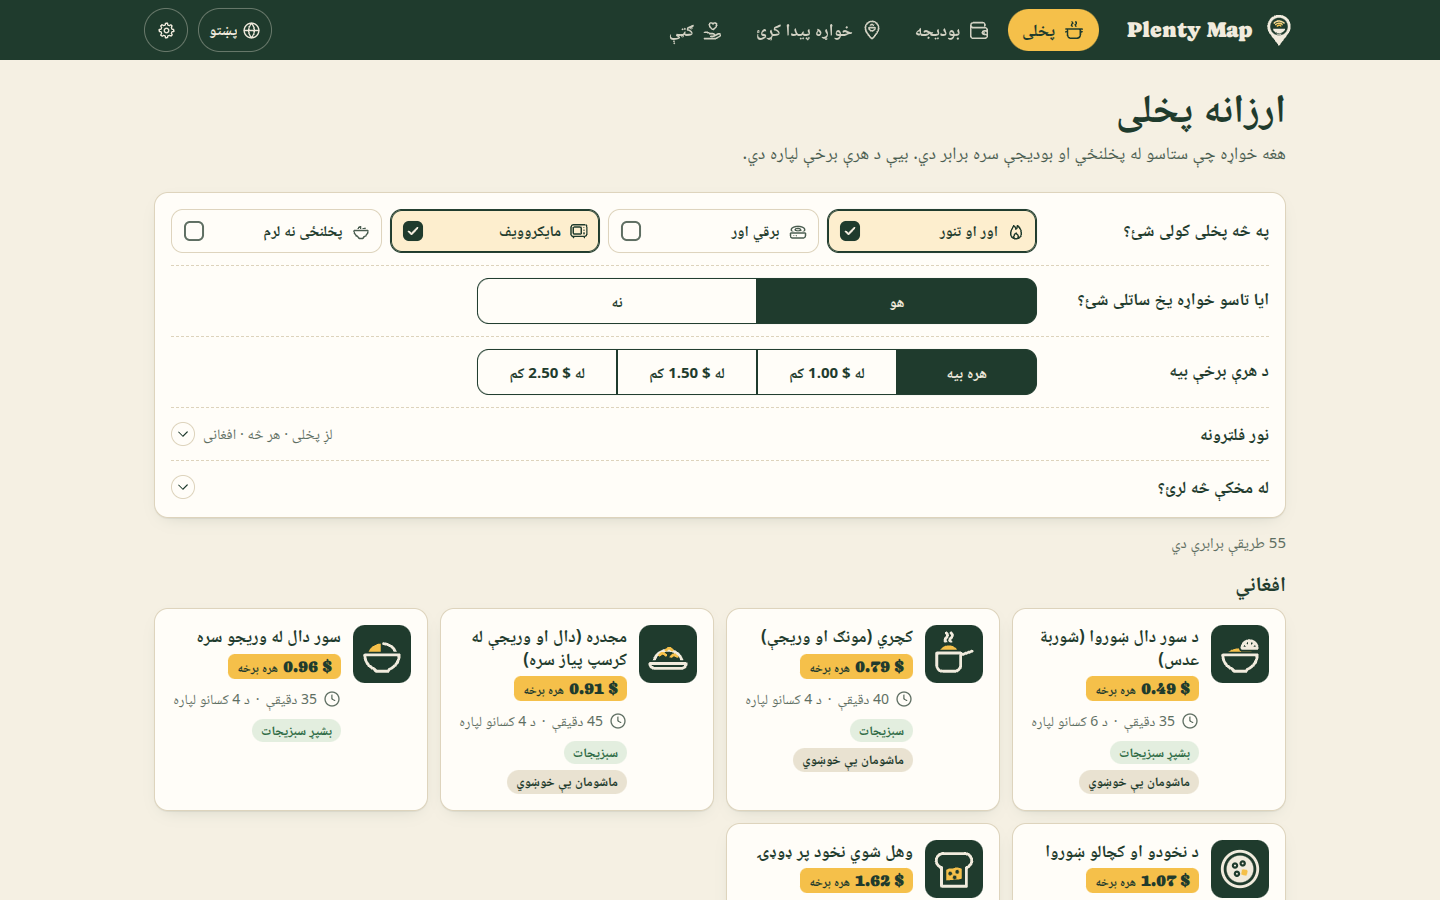 Plenty Map
پخلی
بودیجه
خواړه پیدا کړئ
ګټې
پښتو
ارزانه پخلی
هغه خواړه چې ستاسو له پخلنځي او بودیجې سره برابر دي. بیې د هرې برخې لپاره دي.
په څه پخلی کولی شئ؟
اور او تنور
برقي اور
مایکروویف
پخلنځی نه لرم
ایا تاسو خواړه یخ ساتلی شئ؟
هو
نه
د هرې برخې بیه
هره بیه
له $ 1.00 کم
له $ 1.50 کم
له $ 2.50 کم
نور فلټرونه
لږ پخلی · هر څه · افغانی
له مخکې څه لرئ؟
55 طریقې برابرې دي
افغاني
د سور دال ښوروا (شوربة عدس)
$ 0.49 هره برخه
35 دقیقې · د 6 کسانو لپاره
بشپړ سبزیجات
ماشومان یې خوښوي
کچري (مونګ او وریجې)
$ 0.79 هره برخه
40 دقیقې · د 4 کسانو لپاره
سبزیجات
ماشومان یې خوښوي
مجدره (دال او وریجې له کرسپ پیاز سره)
$ 0.91 هره برخه
45 دقیقې · د 4 کسانو لپاره
سبزیجات
ماشومان یې خوښوي
سور دال له وریجو سره
$ 0.96 هره برخه
35 دقیقې · د 4 کسانو لپاره
بشپړ سبزیجات
د نخودو او کچالو ښوروا
$ 1.07 هره برخه
وهل شوي نخود پر ډوډۍ
$ 1.62 هره برخه